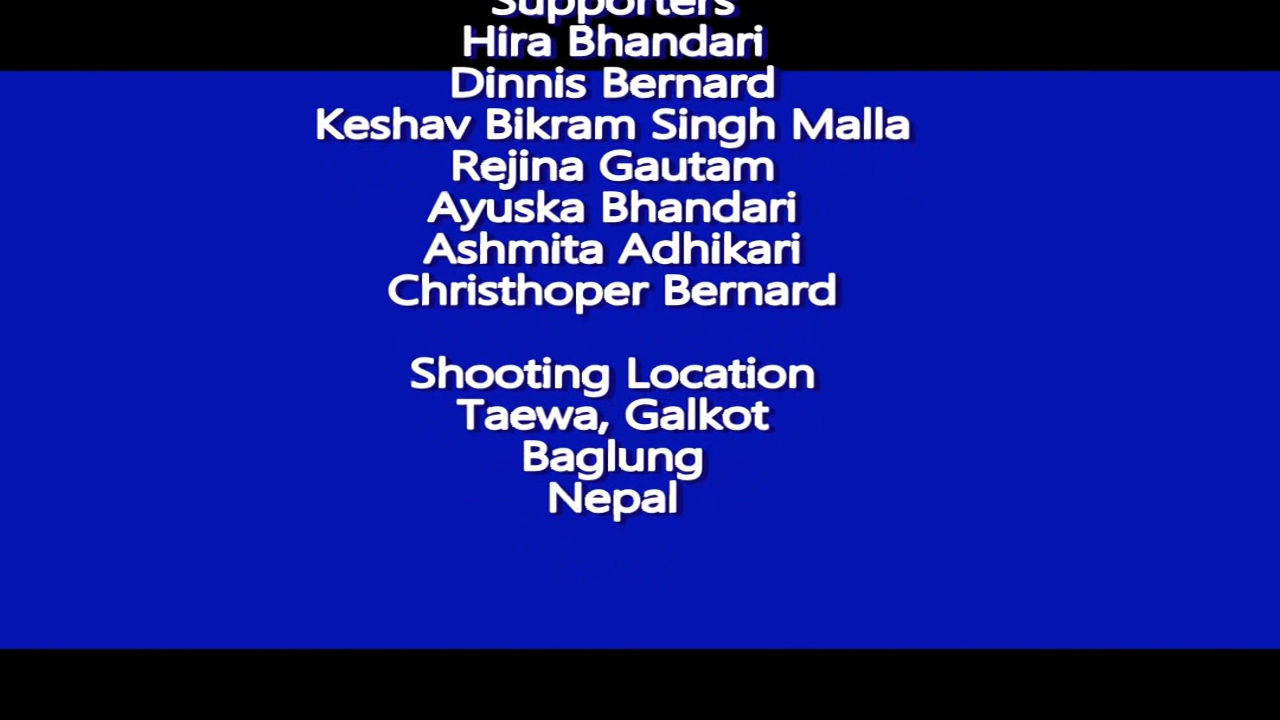 Supporters
Hira Bhandari
Dinnis Bernard
Keshav Bikram Singh Malla
Rejina Gautam
Ayuska Bhandari
Ashmita Adhikari
Christhoper Bernard
Shooting Location
Taewa, Galkot
Baglung
Nepal